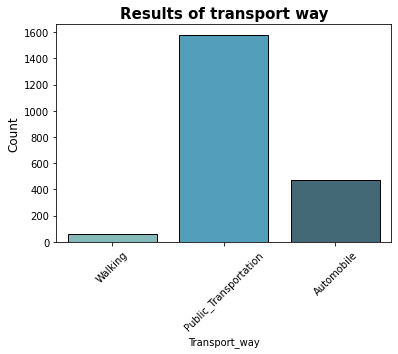 Results of transport way
Count
1600
1400
1200
1000
800
600
400
200
0
Walking
Public_Transportation
Automobile
Transport_way